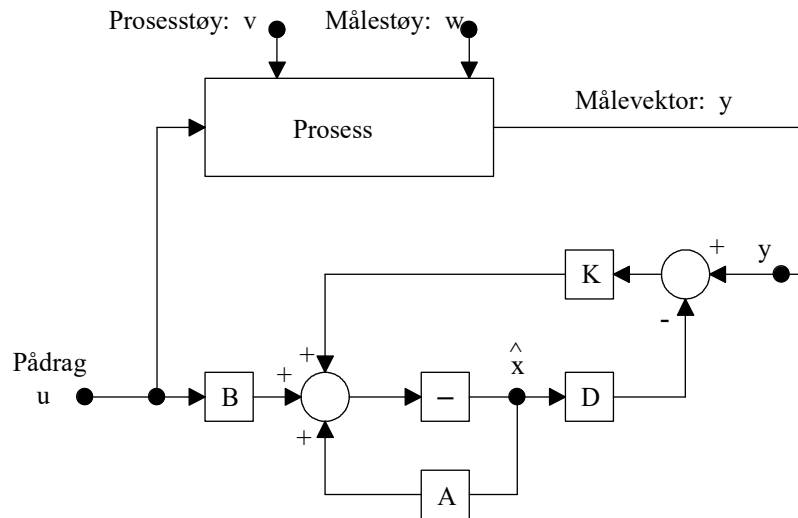 Prosesstøy: v
Målestøy: w
Målevektor: y
Prosess
+
y
K
-
Pådrag
u
+
+
^
x
B
−
D
+
A